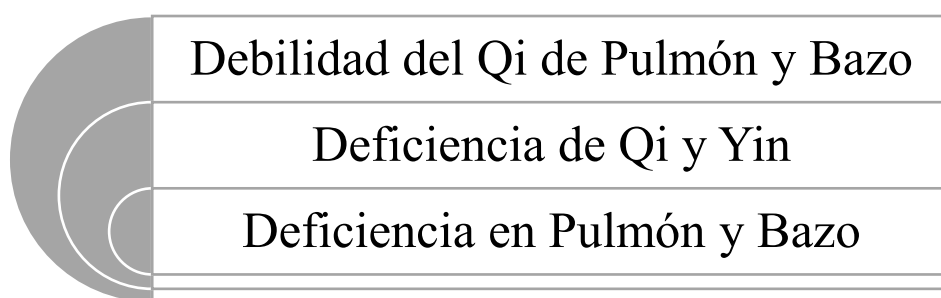 Debilidad del Qi de Pulmón y Bazo
Deficiencia de Qi y Yin
Deficiencia en Pulmón y Bazo